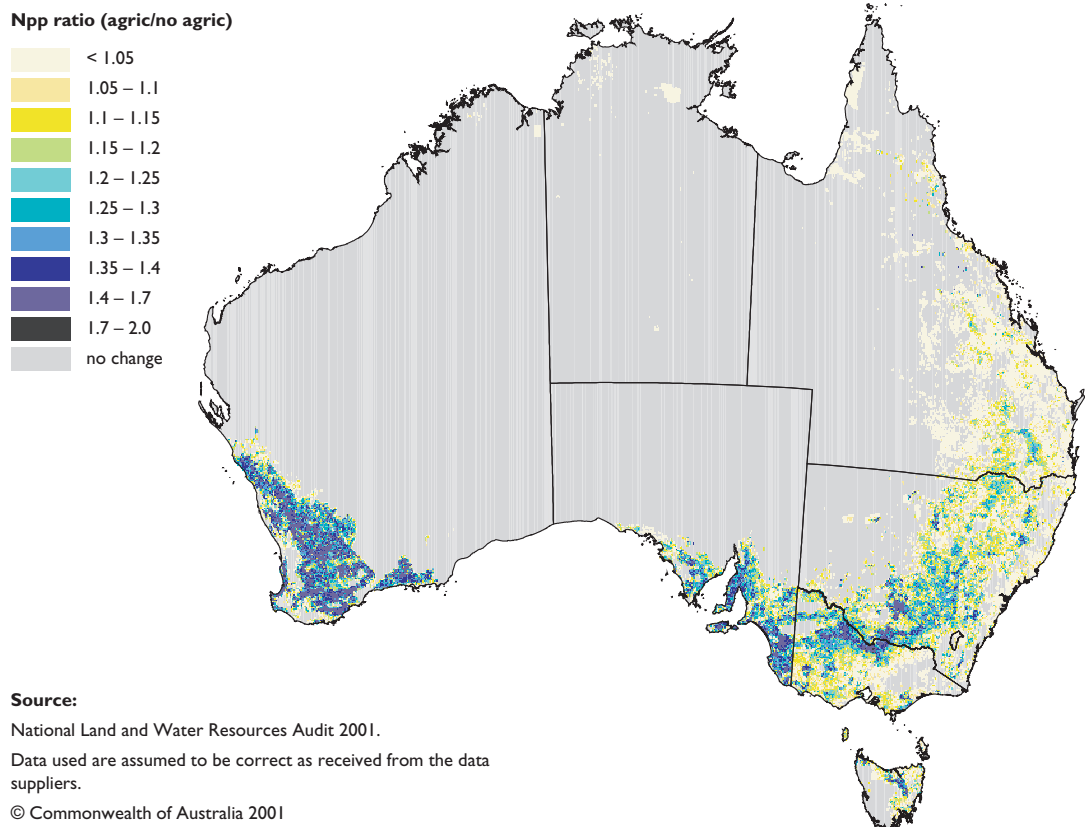 Npp ratio (agric/no agric)
< 1.05
1.05 – 1.1
1.1 – 1.15
1.15 – 1.2
1.2 – 1.25
1.25 – 1.3
1.3 – 1.35
1.35 – 1.4
1.4 – 1.7
1.7 – 2.0
no change
Source:
National Land and Water Resources Audit 2001.
Data used are assumed to be correct as received from the data
suppliers.
© Commonwealth of Australia 2001